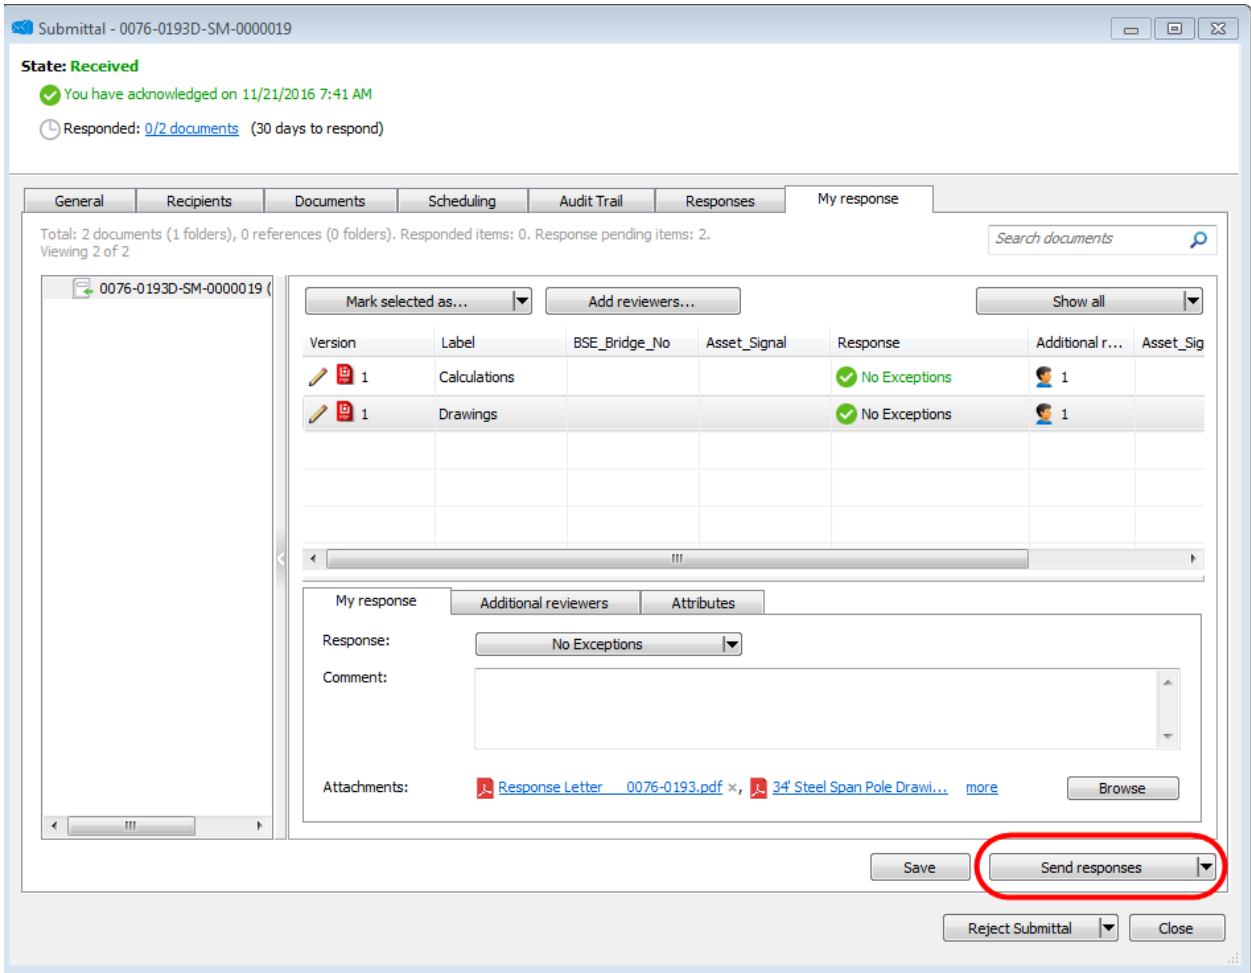 Submittal - 0076-0193D-SM-0000019
State: Received
You have acknowledged on 11/21/2016 7:41 AM
Responded: 0/2 documents (30 days to respond)
General Recipients Documents Scheduling Audit Trail Responses My response
Total: 2 documents (1 folders), 0 references (0 folders). Responded items: 0. Response pending items: 2.
Viewing 2 of 2
Search documents
0076-0193D-SM-0000019 (
Mark selected as... Add reviewers... Show all
Version Label BSE_Bridge_No Asset_Signal Response Additional r... Asset_Sig
1 Calculations No Exceptions 1
1 Drawings No Exceptions 1
My response Additional reviewers Attributes
Response: No Exceptions
Comment:
Attachments: Response Letter 0076-0193.pdf ×, 34' Steel Span Pole Drawi... more Browse
Save Send responses
Reject Submittal Close